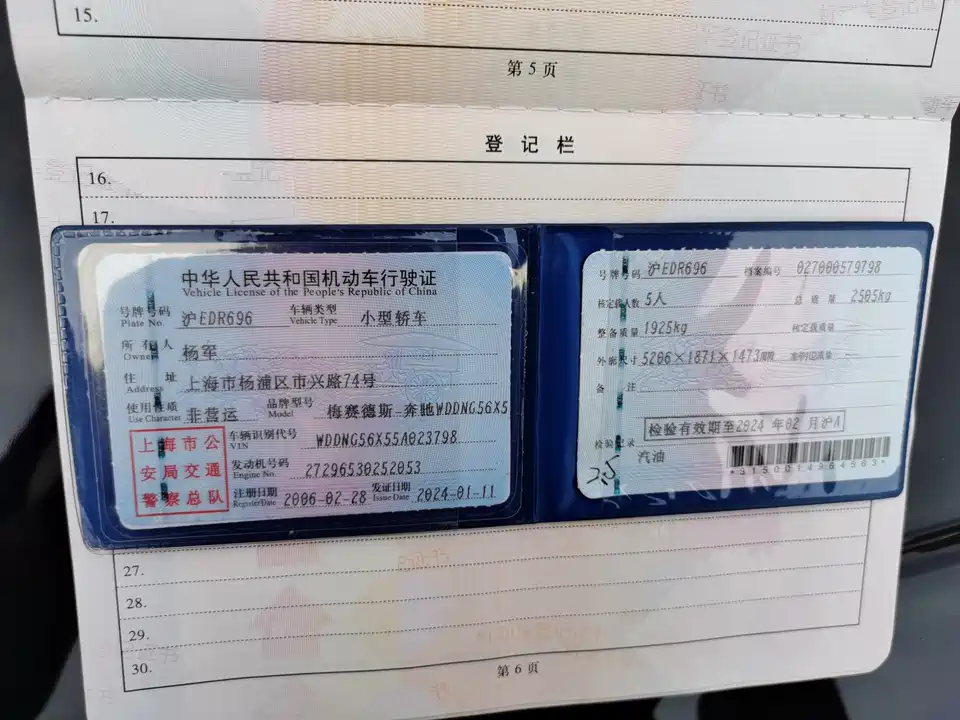 15.
第 5 页
登 记 栏
16.
17.
中华人民共和国机动车行驶证
Vehicle License of the People's Republic of China
号牌号码 沪EDR696 车辆类型 小型轿车
Plate No. Vehicle Type
所有人 杨军
Owner
住 址 上海市杨浦区市兴路74号
Address
使用性质 非营运 品牌型号 梅赛德斯-奔驰WDDNG56X5
Use Character Model
上海市公
安局交通
警察总队
车辆识别代号 WDDNG56X55A023798
VIN
发动机号码 27296530252053
Engine No.
注册日期 2006-02-28 发证日期 2024-01-11
Register Date Issue Date
号牌号码 沪EDR696 档案编号 027000579798
核定载人数 5人 总 质 量 2505kg
整备质量 1925kg 核定载质量
外廓尺寸 5206×1871×1473mm 准牵引总质量
备 注
检验有效期至2024 年02 月沪A
检验记录
汽油
2.5
*3150014964563*
27.
28.
29.
30.
第 6 页